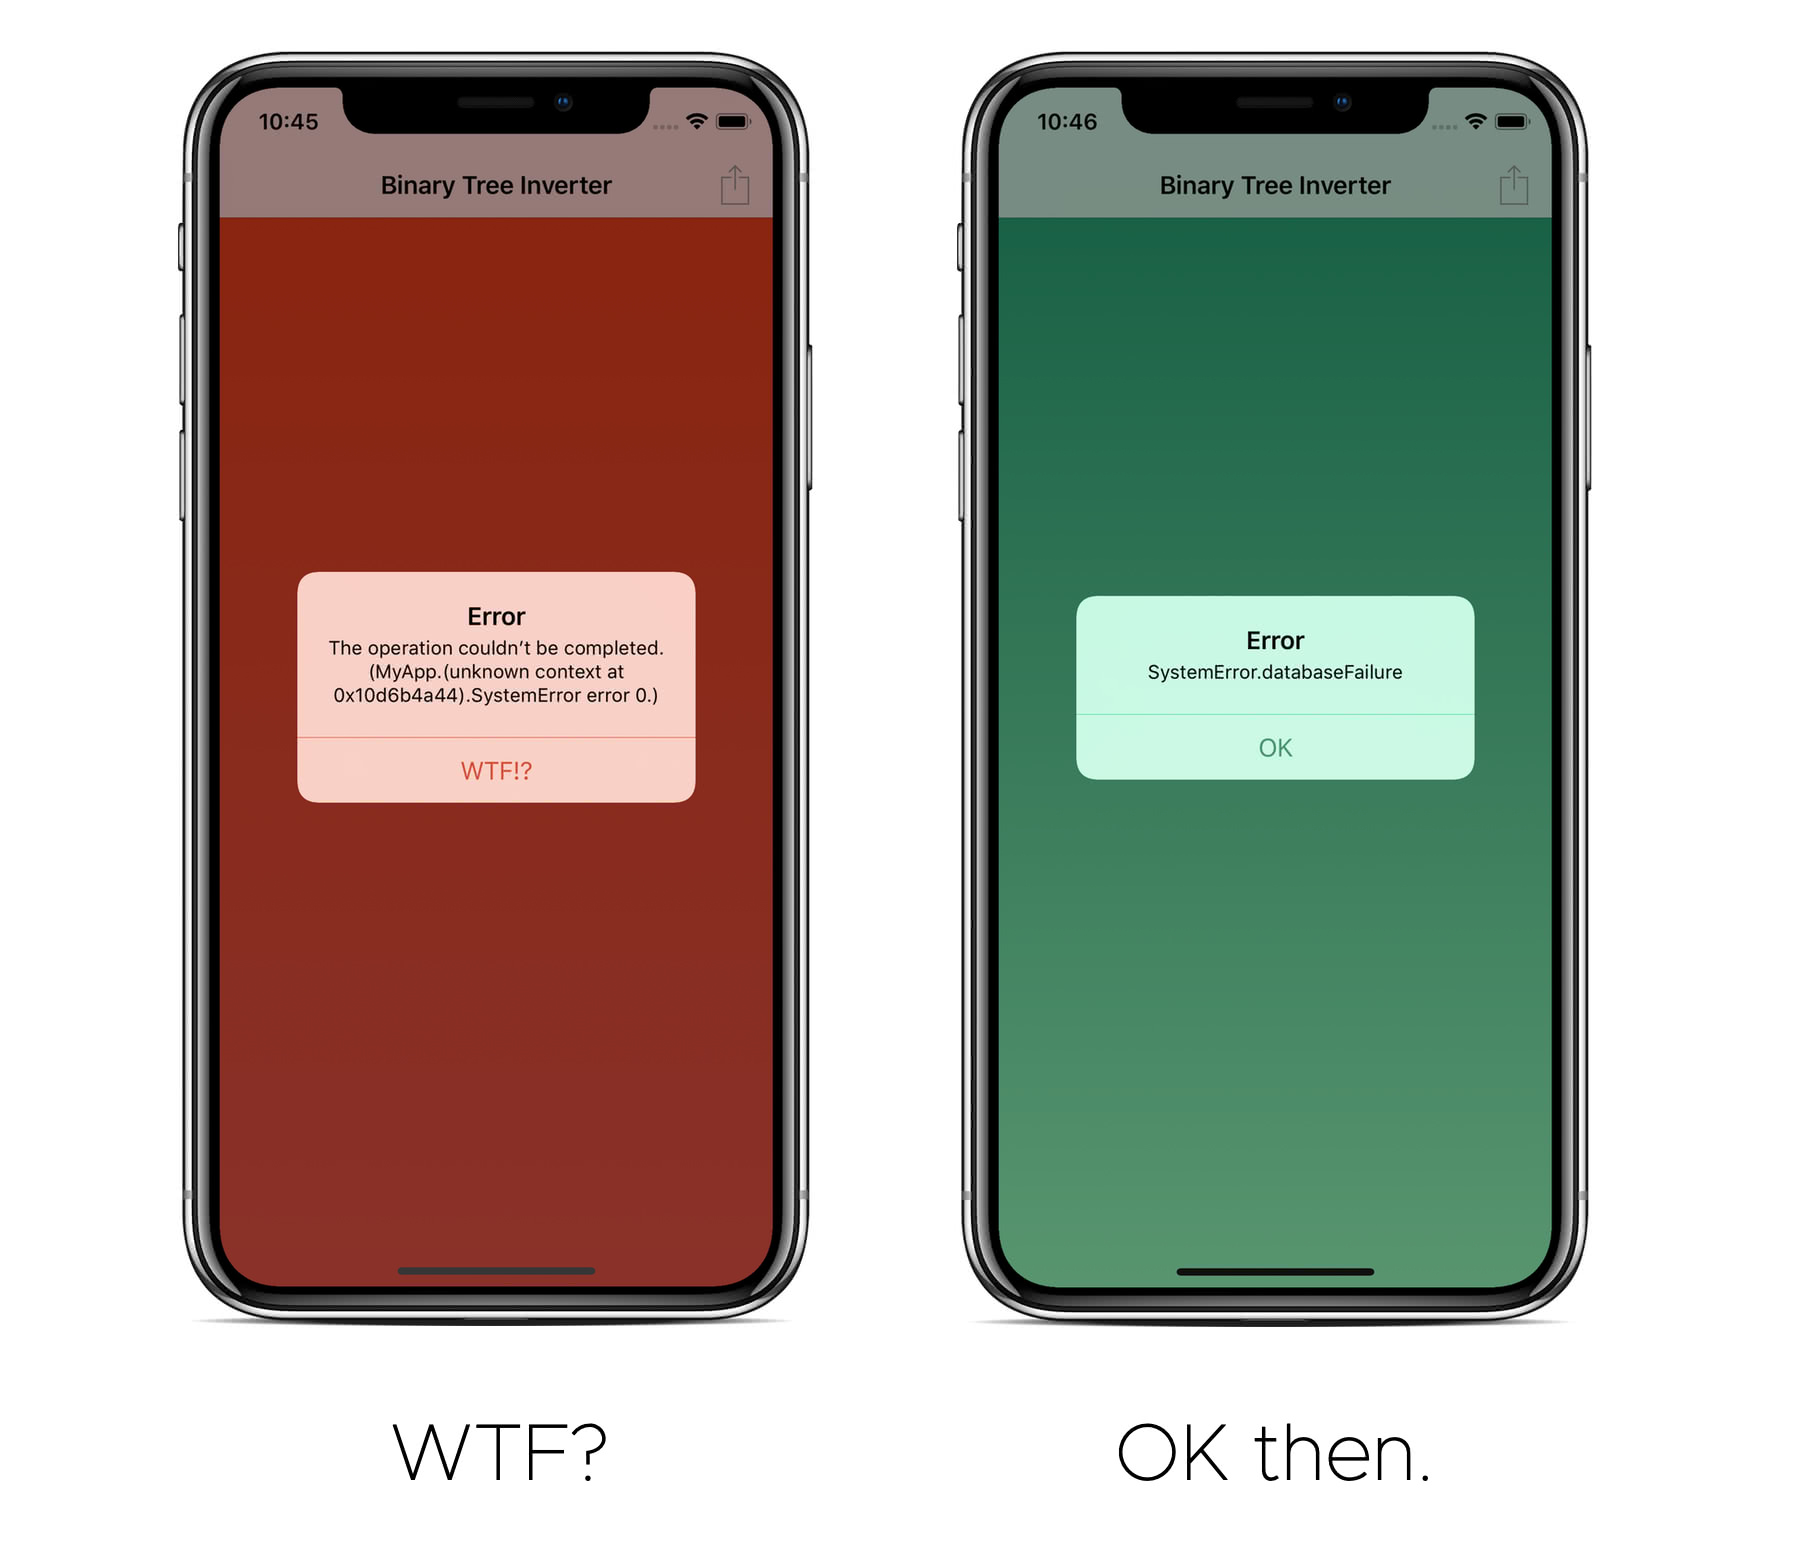 10:45
Binary Tree Inverter
Error
The operation couldn’t be completed.
(MyApp.(unknown context at
0x10d6b4a44).SystemError error 0.)
WTF!?
WTF?
10:46
Binary Tree Inverter
Error
SystemError.databaseFailure
OK
OK then.